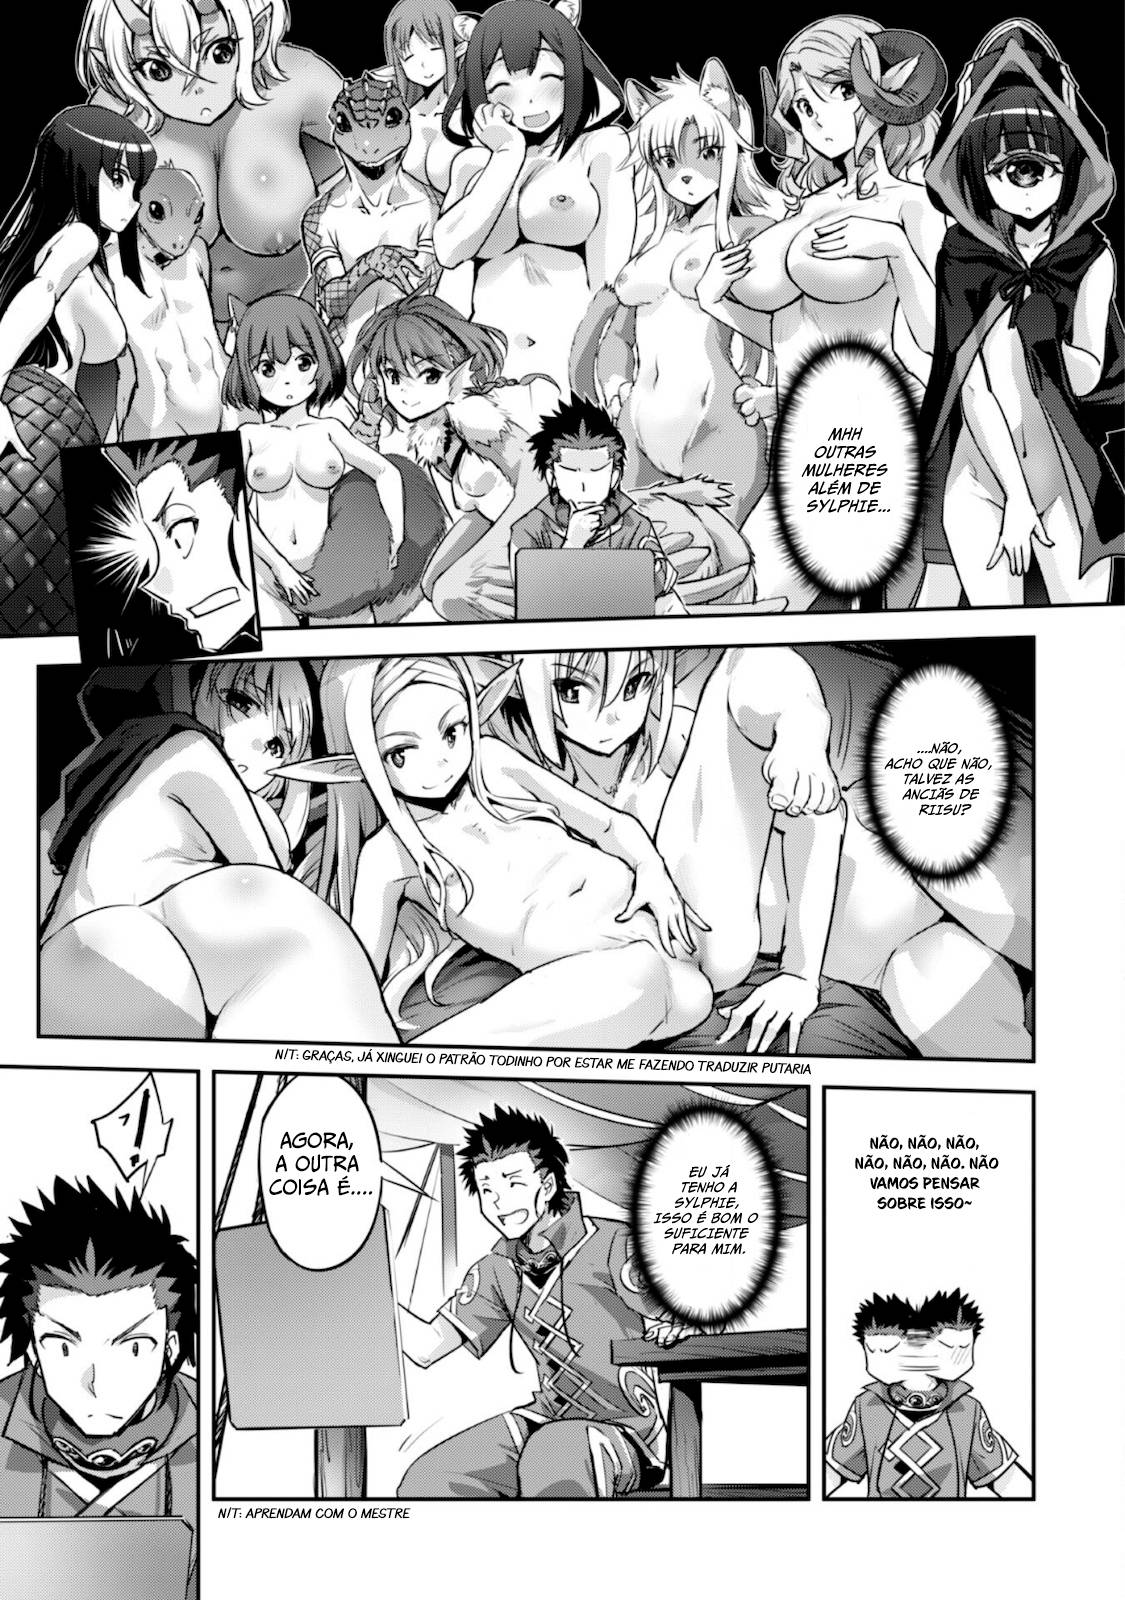 MHH
OUTRAS
MULHERES
ALÉM DE
SYLPHIE...
ハッ
....NÃO,
ACHO QUE NÃO,
TALVEZ AS
ANCIÃS DE
RIISU?
N/T: GRAÇAS, JÁ XINGUEI O PATRÃO TODINHO POR ESTAR ME FAZENDO TRADUZIR PUTARIA
NÃO, NÃO, NÃO,
NÃO, NÃO, NÃO. NÃO
VAMOS PENSAR
SOBRE ISSO~
EU JÁ
TENHO A
SYLPHIE,
ISSO É BOM O
SUFICIENTE
PARA MIM.
AGORA,
A OUTRA
COISA É....
N/T: APRENDAM COM O MESTRE